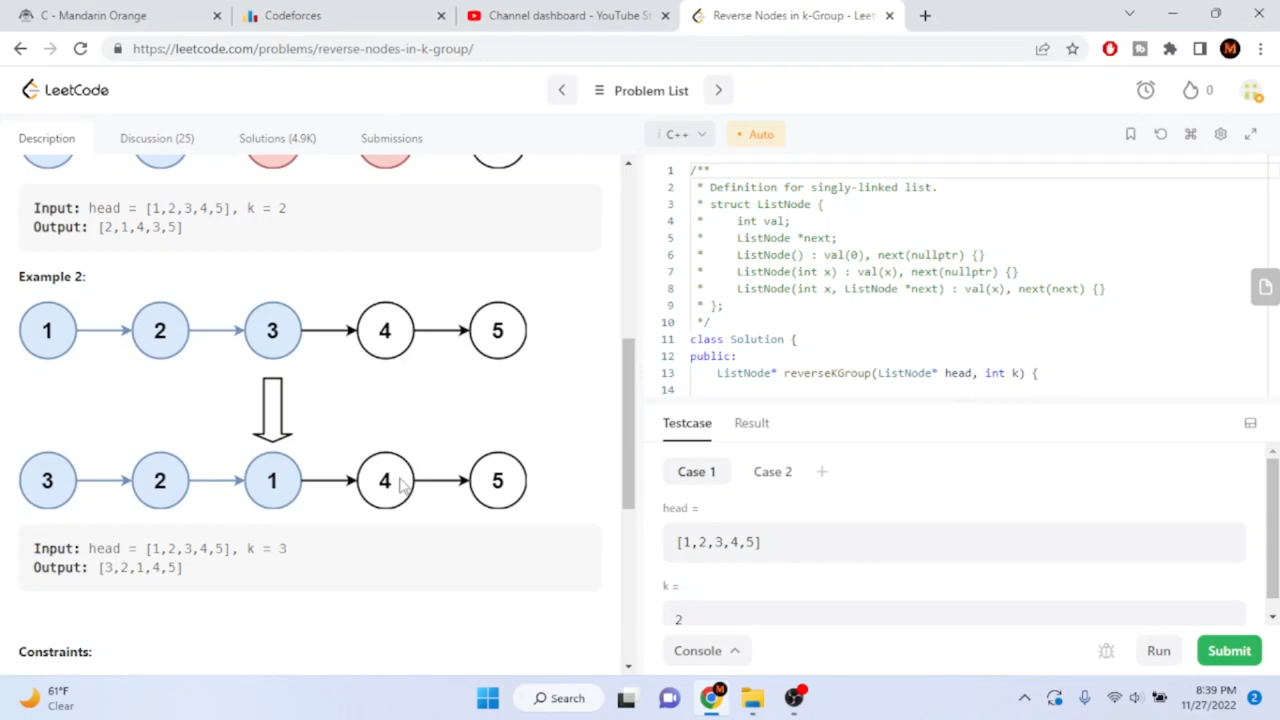 C - Mandarin Orange
Codeforces
Channel dashboard - YouTube St
Reverse Nodes in k-Group - Leet
https://leetcode.com/problems/reverse-nodes-in-k-group/
M
LeetCode
Problem List
0
Description
Discussion (25)
Solutions (4.9K)
Submissions
i C++
• Auto
Input: head = [1,2,3,4,5], k = 2
Output: [2,1,4,3,5]
Example 2:
1 2 3 4 5
3 2 1 4 5
Input: head = [1,2,3,4,5], k = 3
Output: [3,2,1,4,5]
Constraints:
1 /**
2 * Definition for singly-linked list.
3 * struct ListNode {
4 * int val;
5 * ListNode *next;
6 * ListNode() : val(0), next(nullptr) {}
7 * ListNode(int x) : val(x), next(nullptr) {}
8 * ListNode(int x, ListNode *next) : val(x), next(next) {}
9 * };
10 */
11 class Solution {
12 public:
13 ListNode* reverseKGroup(ListNode* head, int k) {
14
Testcase
Result
Case 1
Case 2
+
head =
[1,2,3,4,5]
k =
2
Console
Run
Submit
61°F
Clear
Search
M
8:39 PM
11/27/2022
2